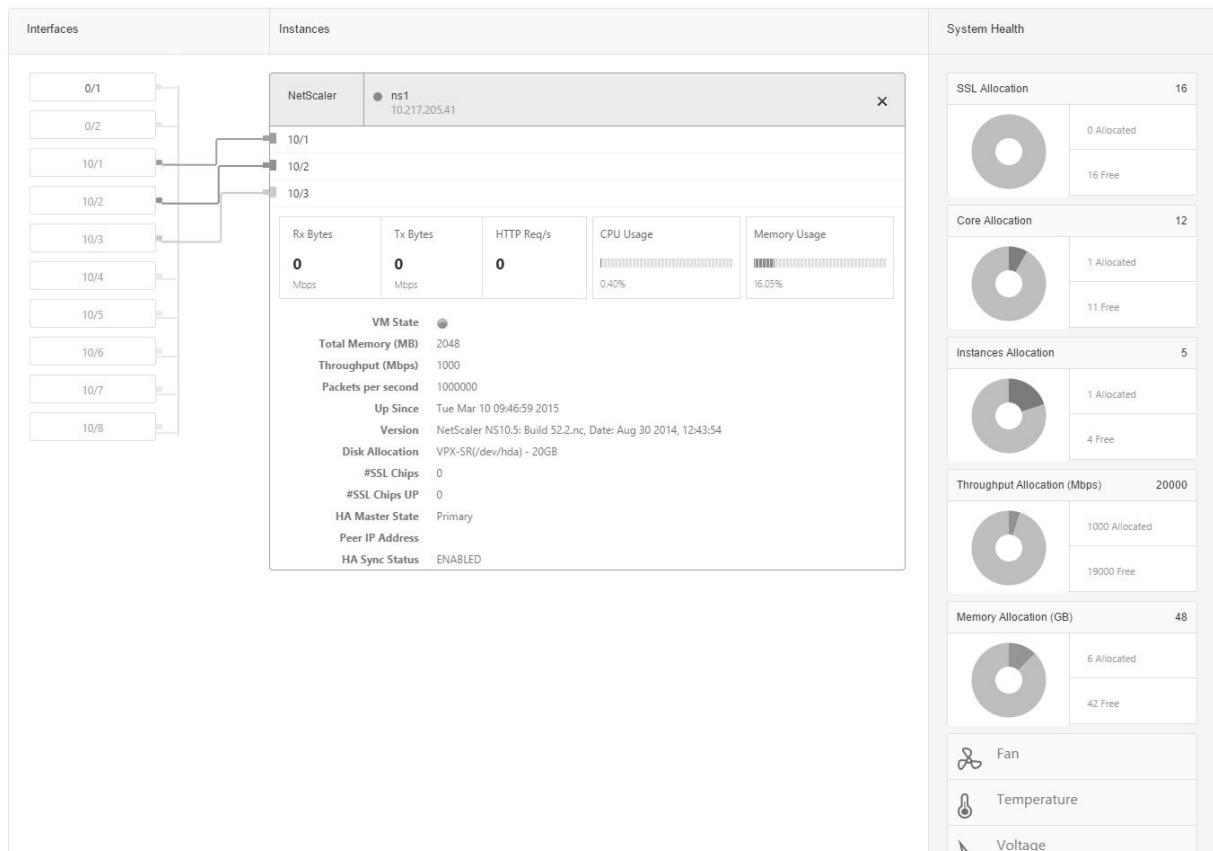 Interfaces
Instances
System Health
0/1
0/2
10/1
10/2
10/3
10/4
10/5
10/6
10/7
10/8
NetScaler
ns1
10.217.205.41
10/1
10/2
10/3
Rx Bytes
0
Mbps
Tx Bytes
0
Mbps
HTTP Req/s
0
CPU Usage
0.40%
Memory Usage
16.05%
VM State
Total Memory (MB) 2048
Throughput (Mbps) 1000
Packets per second 1000000
Up Since Tue Mar 10 09:46:59 2015
Version NetScaler NS10.5: Build 52.2.nc, Date: Aug 30 2014, 12:43:54
Disk Allocation VPX-SR(/dev/hda) - 20GB
#SSL Chips 0
#SSL Chips UP 0
HA Master State Primary
Peer IP Address
HA Sync Status ENABLED
SSL Allocation 16
0 Allocated
16 Free
Core Allocation 12
1 Allocated
11 Free
Instances Allocation 5
1 Allocated
4 Free
Throughput Allocation (Mbps) 20000
1000 Allocated
19000 Free
Memory Allocation (GB) 48
6 Allocated
42 Free
Fan
Temperature
Voltage